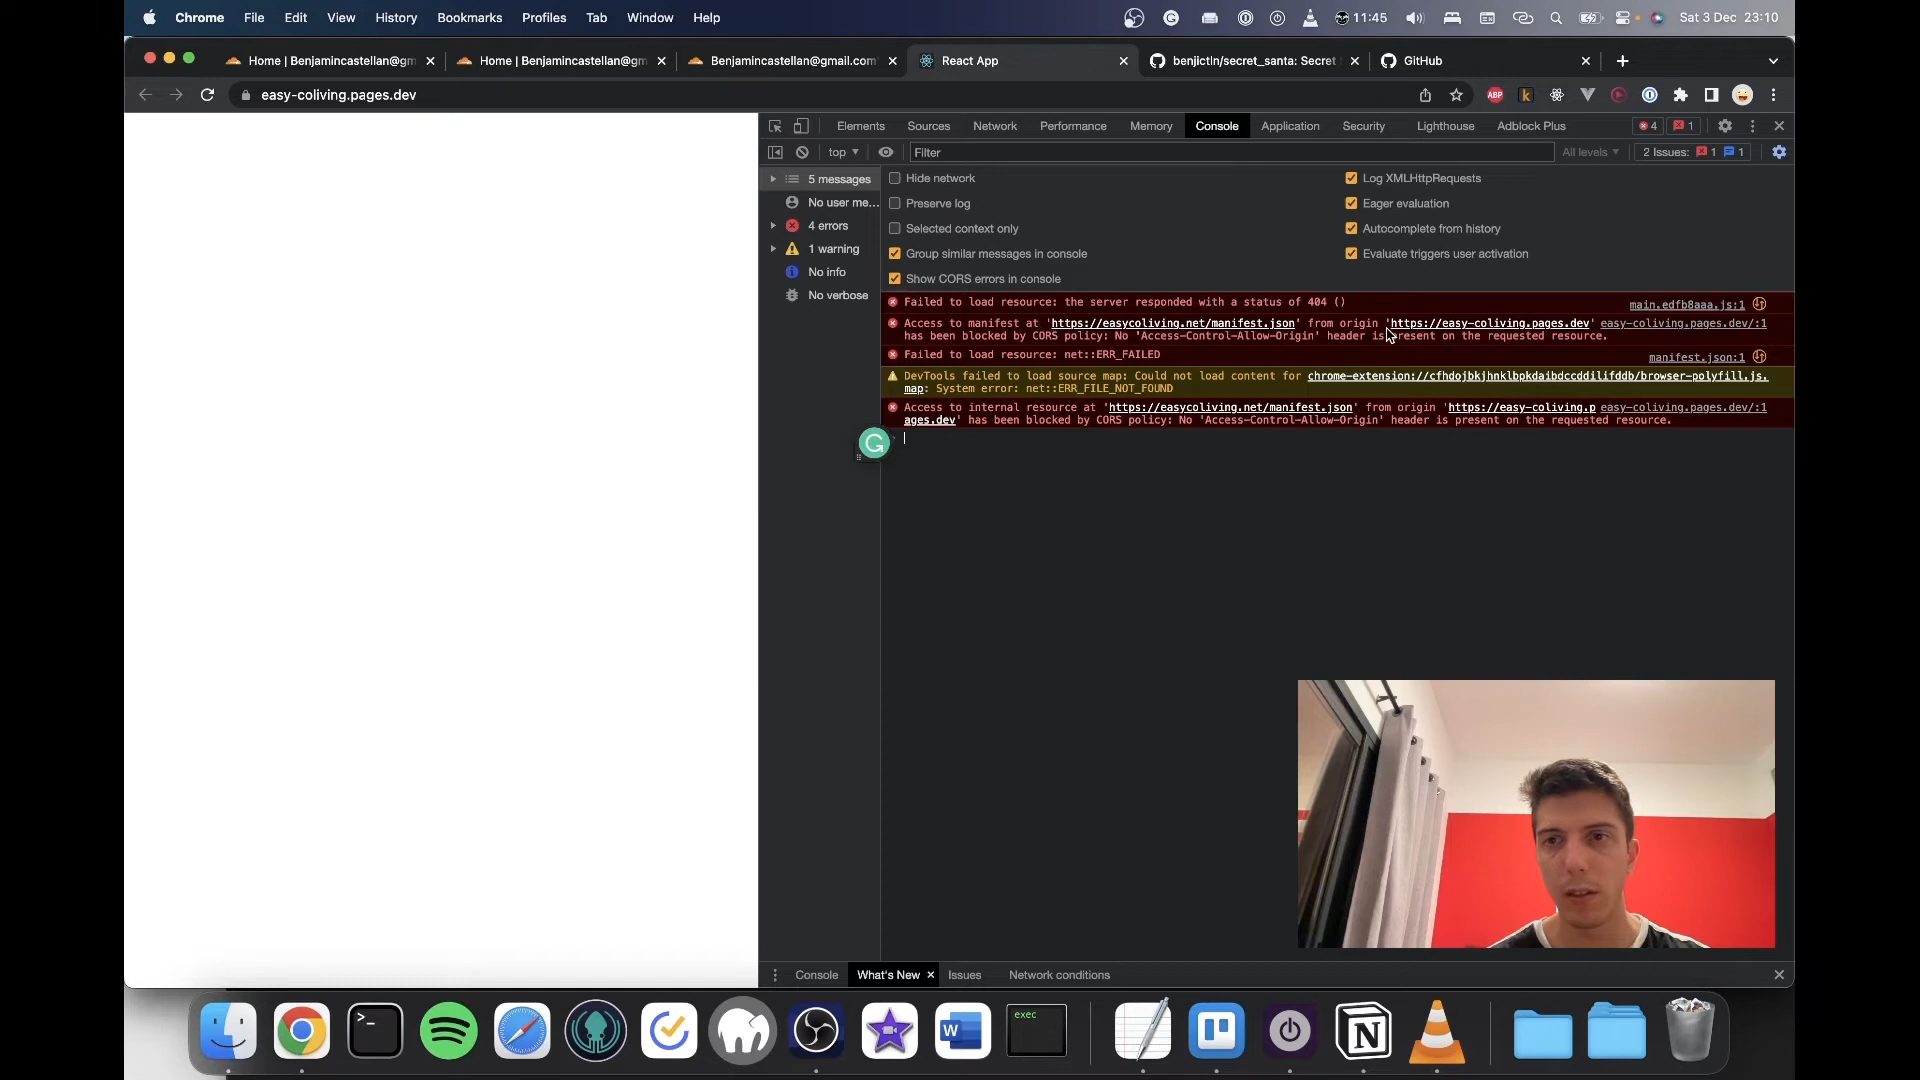 Chrome File Edit View History Bookmarks Profiles Tab Window Help 11:45 Sat 3 Dec 23:10
Home | Benjamincastellan@gm Home | Benjamincastellan@gm Benjamincastellan@gmail.com' React App benjictln/secret_santa: Secret GitHub
easy-coliving.pages.dev ABP k
Elements Sources Network Performance Memory Console Application Security Lighthouse Adblock Plus 4 1
top Filter All levels 2 Issues: 1 1
5 messages
No user me...
4 errors
1 warning
No info
No verbose
Hide network Log XMLHttpRequests
Preserve log Eager evaluation
Selected context only Autocomplete from history
Group similar messages in console Evaluate triggers user activation
Show CORS errors in console
Failed to load resource: the server responded with a status of 404 () main.edfb8aaa.js:1
Access to manifest at 'https://easycoliving.net/manifest.json' from origin 'https://easy-coliving.pages.dev' easy-coliving.pages.dev/:1
has been blocked by CORS policy: No 'Access-Control-Allow-Origin' header is present on the requested resource.
Failed to load resource: net::ERR_FAILED manifest.json:1
DevTools failed to load source map: Could not load content for chrome-extension://cfhdojbkjhnklbpkdaibdccddilifddb/browser-polyfill.js.
map: System error: net::ERR_FILE_NOT_FOUND
Access to internal resource at 'https://easycoliving.net/manifest.json' from origin 'https://easy-coliving.p easy-coliving.pages.dev/:1
ages.dev' has been blocked by CORS policy: No 'Access-Control-Allow-Origin' header is present on the requested resource.
Console What's New Issues Network conditions
exec